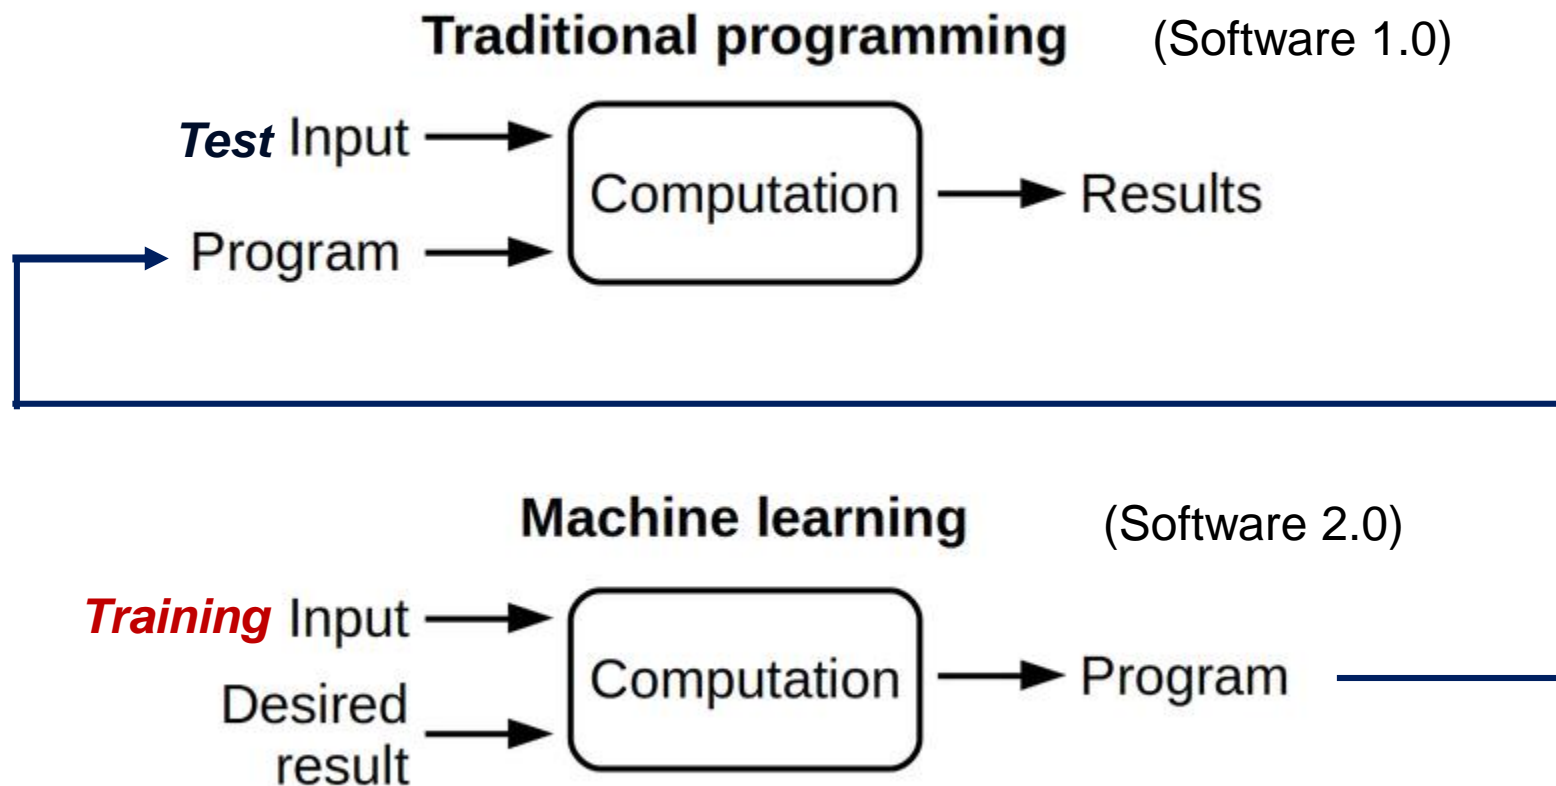 Traditional programming (Software 1.0)
Test Input
Computation
Results
Program
Machine learning (Software 2.0)
Training Input
Computation
Program
Desired
result